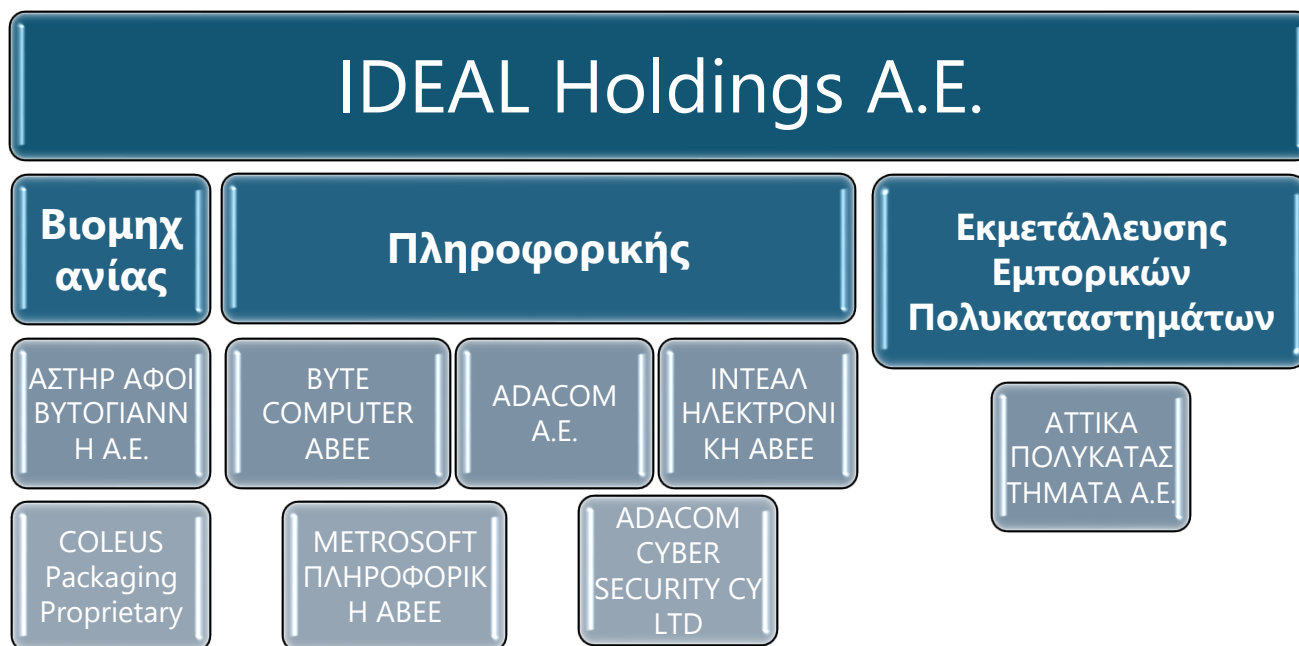 IDEAL Holdings A.E.
Βιομηχ
ανίας
Πληροφορικής
Εκμετάλλευσης
Εμπορικών
Πολυκαταστημάτων
ΑΣΤΗΡ ΑΦΟΙ
ΒΥΤΟΓΙΑΝΝ
Η Α.Ε.
BYTE
COMPUTER
ΑΒΕΕ
ADACOM
Α.Ε.
ΙΝΤΕΑΛ
ΗΛΕΚΤΡΟΝΙ
ΚΗ ΑΒΕΕ
ΑΤΤΙΚΑ
ΠΟΛΥΚΑΤΑΣ
ΤΗΜΑΤΑ Α.Ε.
COLEUS
Packaging
Proprietary
METROSOFT
ΠΛΗΡΟΦΟΡΙΚ
Η ΑΒΕΕ
ADACOM
CYBER
SECURITY CY
LTD